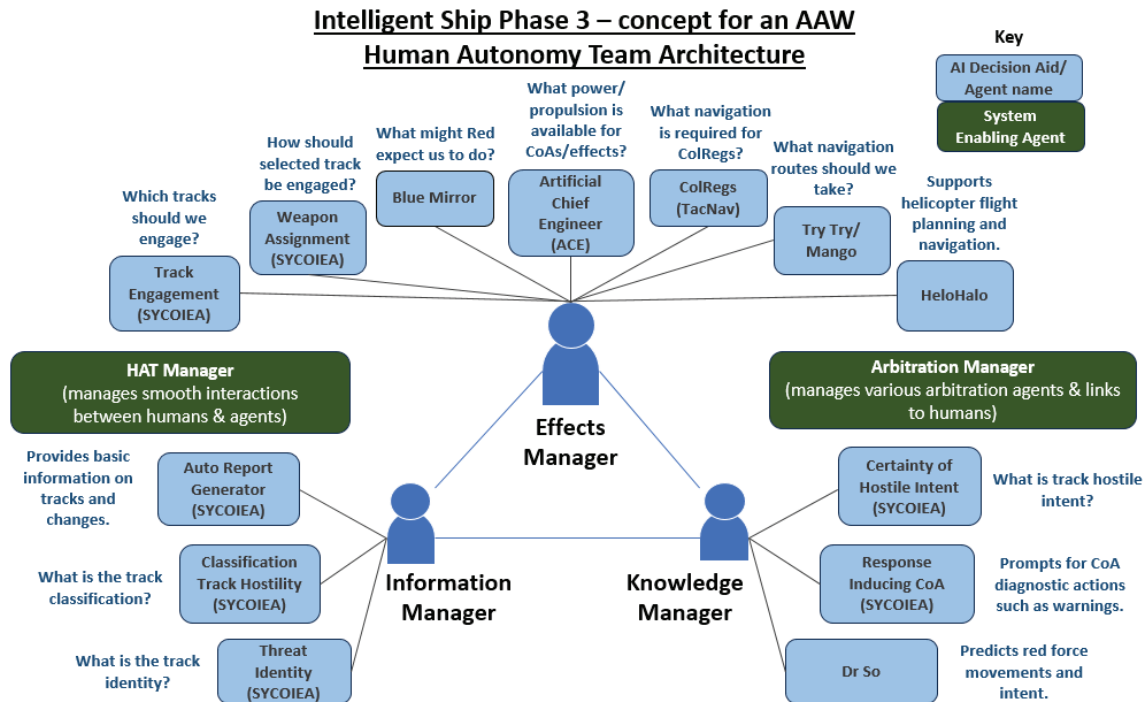 Intelligent Ship Phase 3 – concept for an AAW
Human Autonomy Team Architecture
Key
AI Decision Aid/
Agent name
System
Enabling Agent
Which tracks
should we
engage?
Track
Engagement
(SYCOIEA)
How should
selected track
be engaged?
Weapon
Assignment
(SYCOIEA)
What might Red
expect us to do?
Blue Mirror
What power/
propulsion is
available for
CoAs/effects?
Artificial
Chief
Engineer
(ACE)
What navigation
is required for
ColRegs?
ColRegs
(TacNav)
What navigation
routes should we
take?
Try Try/
Mango
Supports
helicopter flight
planning and
navigation.
HeloHalo
HAT Manager
(manages smooth interactions
between humans & agents)
Arbitration Manager
(manages various arbitration agents & links
to humans)
Effects
Manager
Provides basic
information on
tracks and
changes.
Auto Report
Generator
(SYCOIEA)
What is the track
classification?
Classification
Track Hostility
(SYCOIEA)
What is the track
identity?
Threat
Identity
(SYCOIEA)
Information
Manager
Knowledge
Manager
Certainty of
Hostile Intent
(SYCOIEA)
What is track hostile
intent?
Response
Inducing CoA
(SYCOIEA)
Prompts for CoA
diagnostic actions
such as warnings.
Dr So
Predicts red force
movements and
intent.